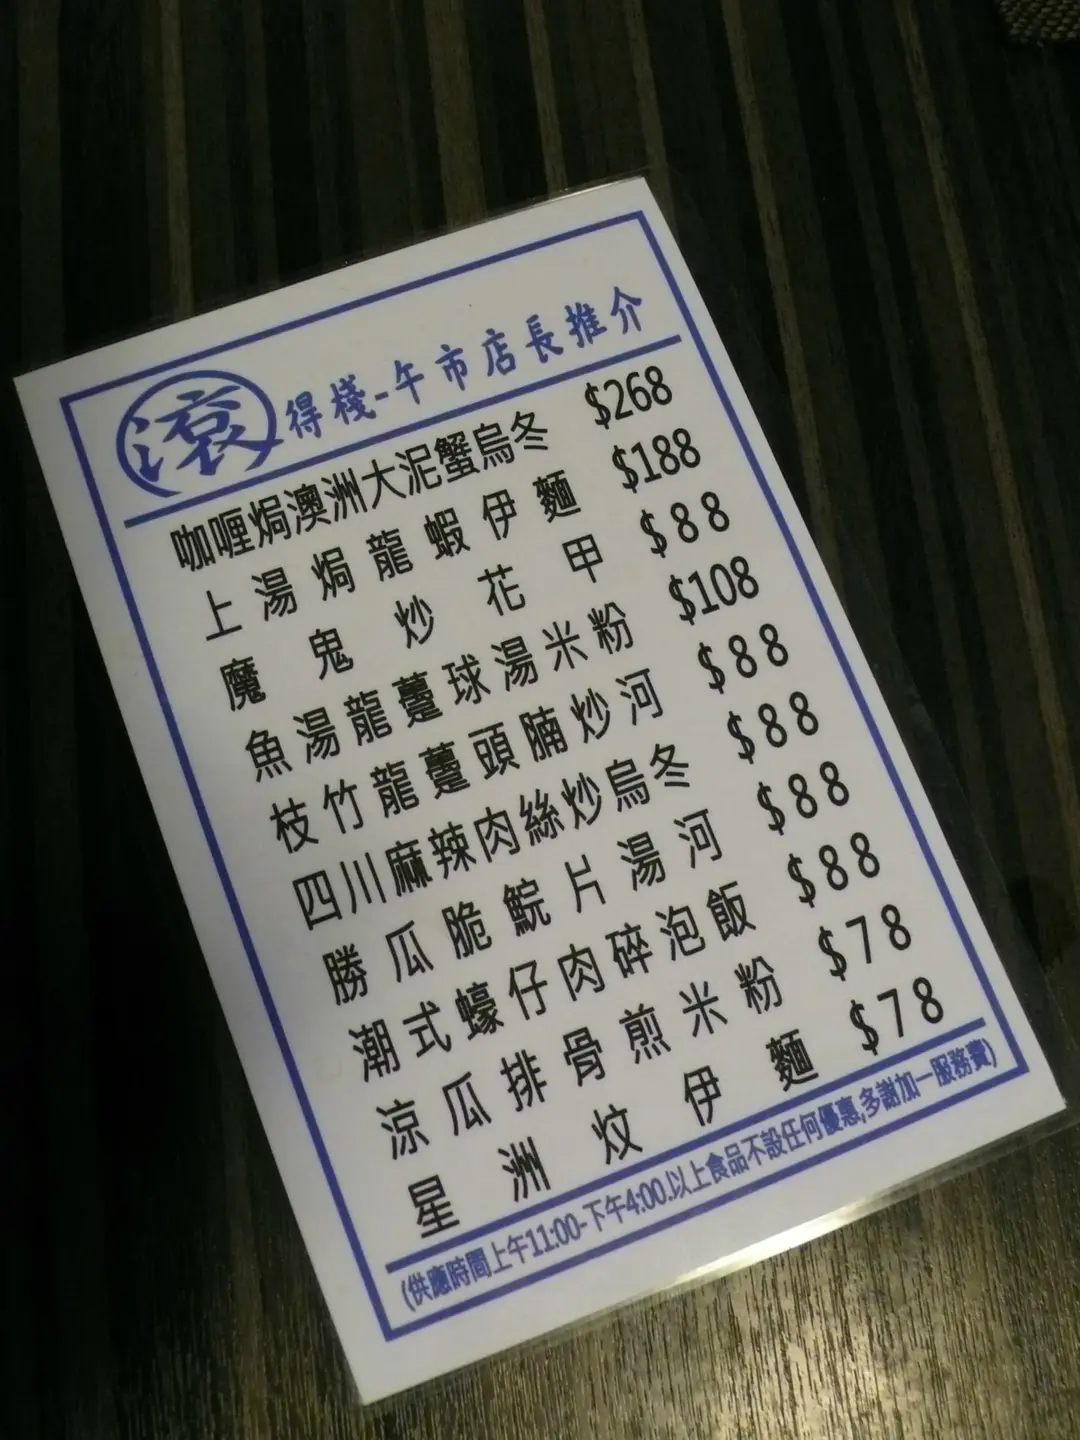 滾得棧-午市店長推介
咖喱焗澳洲大泥蟹烏冬 $268
上湯焗龍蝦伊麵 $188
魔鬼炒花甲 $88
魚湯龍躉球湯米粉 $108
枝竹龍躉頭腩炒河 $88
四川麻辣肉絲炒烏冬 $88
勝瓜脆鯇片湯河 $88
潮式蠔仔肉碎泡飯 $88
涼瓜排骨煎米粉 $78
星洲炆伊麵 $78
(供應時間上午11:00-下午4:00.以上食品不設任何優惠,多謝加一服務費)